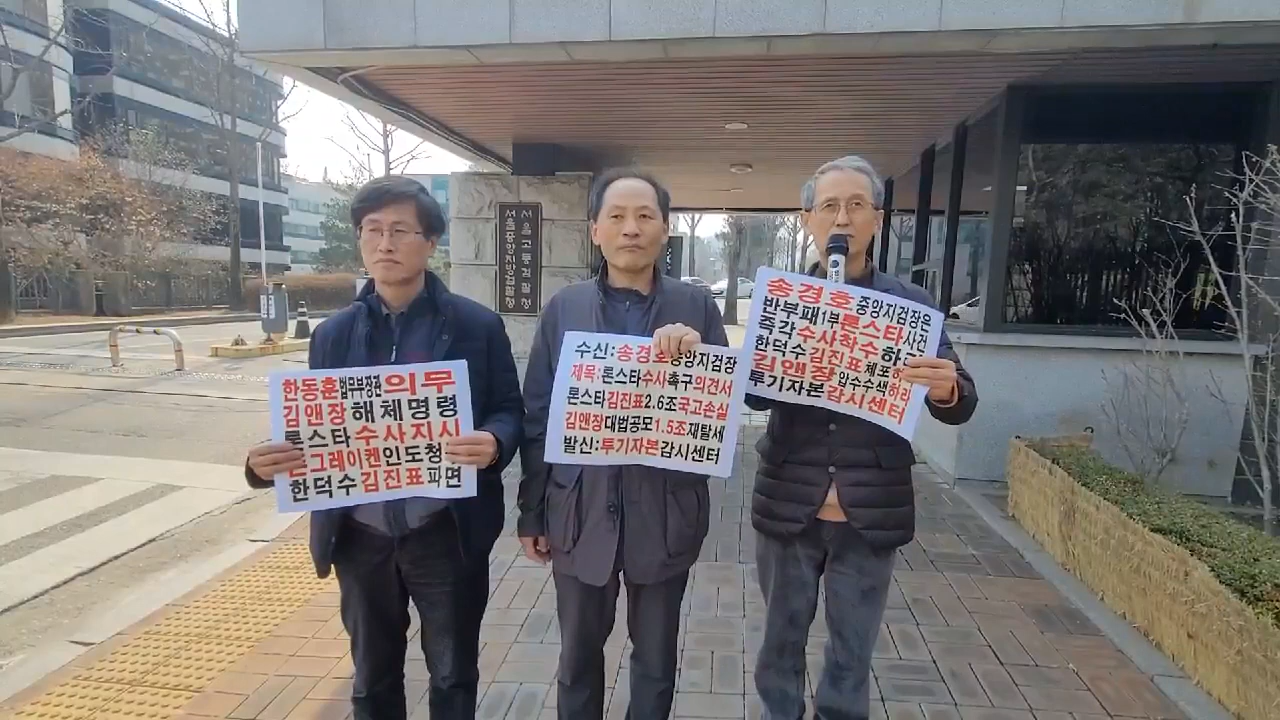 서울고등검찰청
서울중앙지방검찰청
한동훈법무부장관의무
김앤장해체명령
론스타수사지시
그레이켄인도청
한덕수김진표파면
수신:송경호중앙지검장
제목:론스타수사촉구의견서
론스타김진표2.6조국고손실
김앤장대법공모1.5조재탈세
발신:투기자본감시센터
송경호중앙지검장은
반부패1부론스타사건
즉각수사착수하
한덕수김진표체포하
김앤장압수수색하라
투기자본감시센터